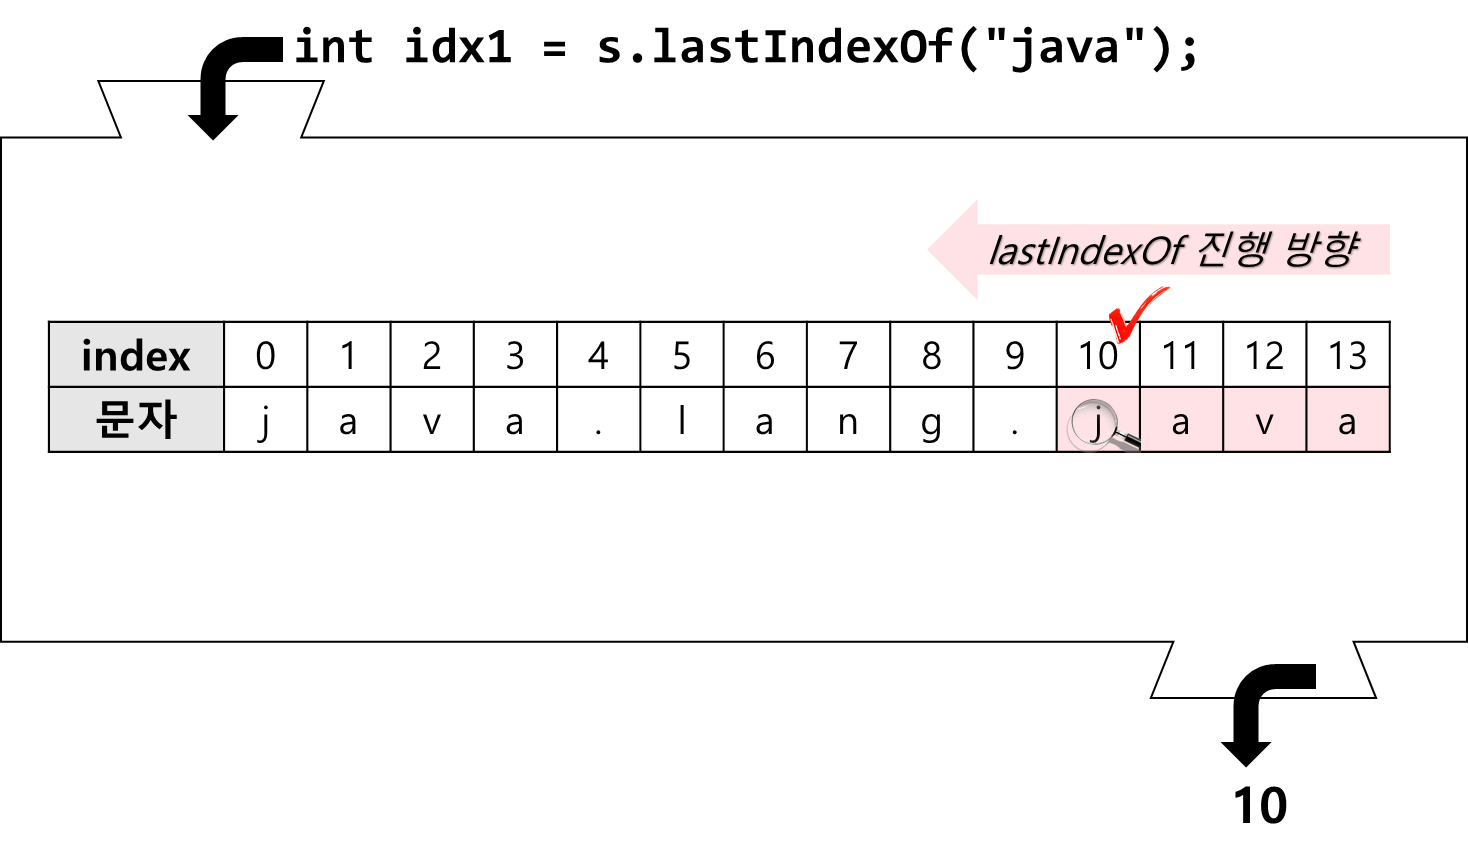 int idx1 = s.lastIndexOf("java");
lastIndexOf 진행 방향
index 0 1 2 3 4 5 6 7 8 9 10 11 12 13
문자 j a v a . l a n g . j a v a
10